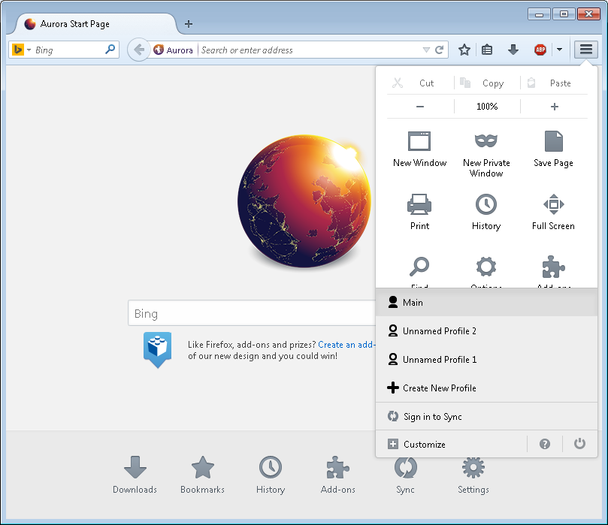 Aurora Start Page
Bing
Aurora
Search or enter address
ABP
Cut Copy Paste
100%
New Window
New Private Window
Save Page
Print
History
Full Screen
Find
Options
Add-ons
Main
Unnamed Profile 2
Unnamed Profile 1
Create New Profile
Sign in to Sync
Customize
Bing
Like Firefox, add-ons and prizes? Create an add-
of our new design and you could win!
Downloads Bookmarks History Add-ons Sync Settings